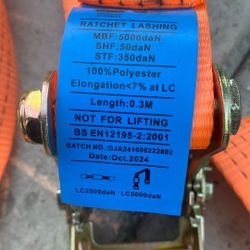 RATCHET LASHING
MBF:5000daN
SHF:50daN
STF:350daN
100%Polyester
Elongation<7% at LC
Length:0.3M
NOT FOR LIFTING
BS EN12195-2:2001
BATCH NO.:DJA241006222802
Date:Oct.2024
LC2500daN LC5000daN